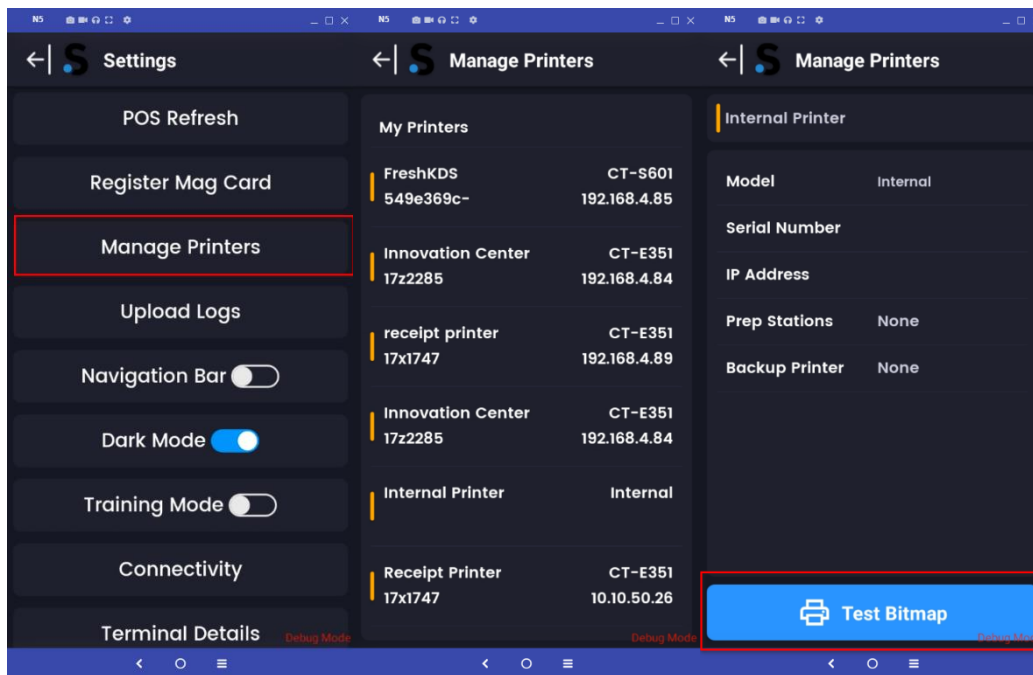 N5
Settings
POS Refresh
Register Mag Card
Manage Printers
Upload Logs
Navigation Bar
Dark Mode
Training Mode
Connectivity
Terminal Details
Debug Mode
N5
S Manage Printers
My Printers
FreshKDS CT-S601
549e369c- 192.168.4.85
Innovation Center CT-E351
17z2285 192.168.4.84
receipt printer CT-E351
17x1747 192.168.4.89
Innovation Center CT-E351
17z2285 192.168.4.84
Internal Printer Internal
Receipt Printer CT-E351
17x1747 10.10.50.26
Debug Mode
N5
S Manage Printers
Internal Printer
Model Internal
Serial Number
IP Address
Prep Stations None
Backup Printer None
Test Bitmap